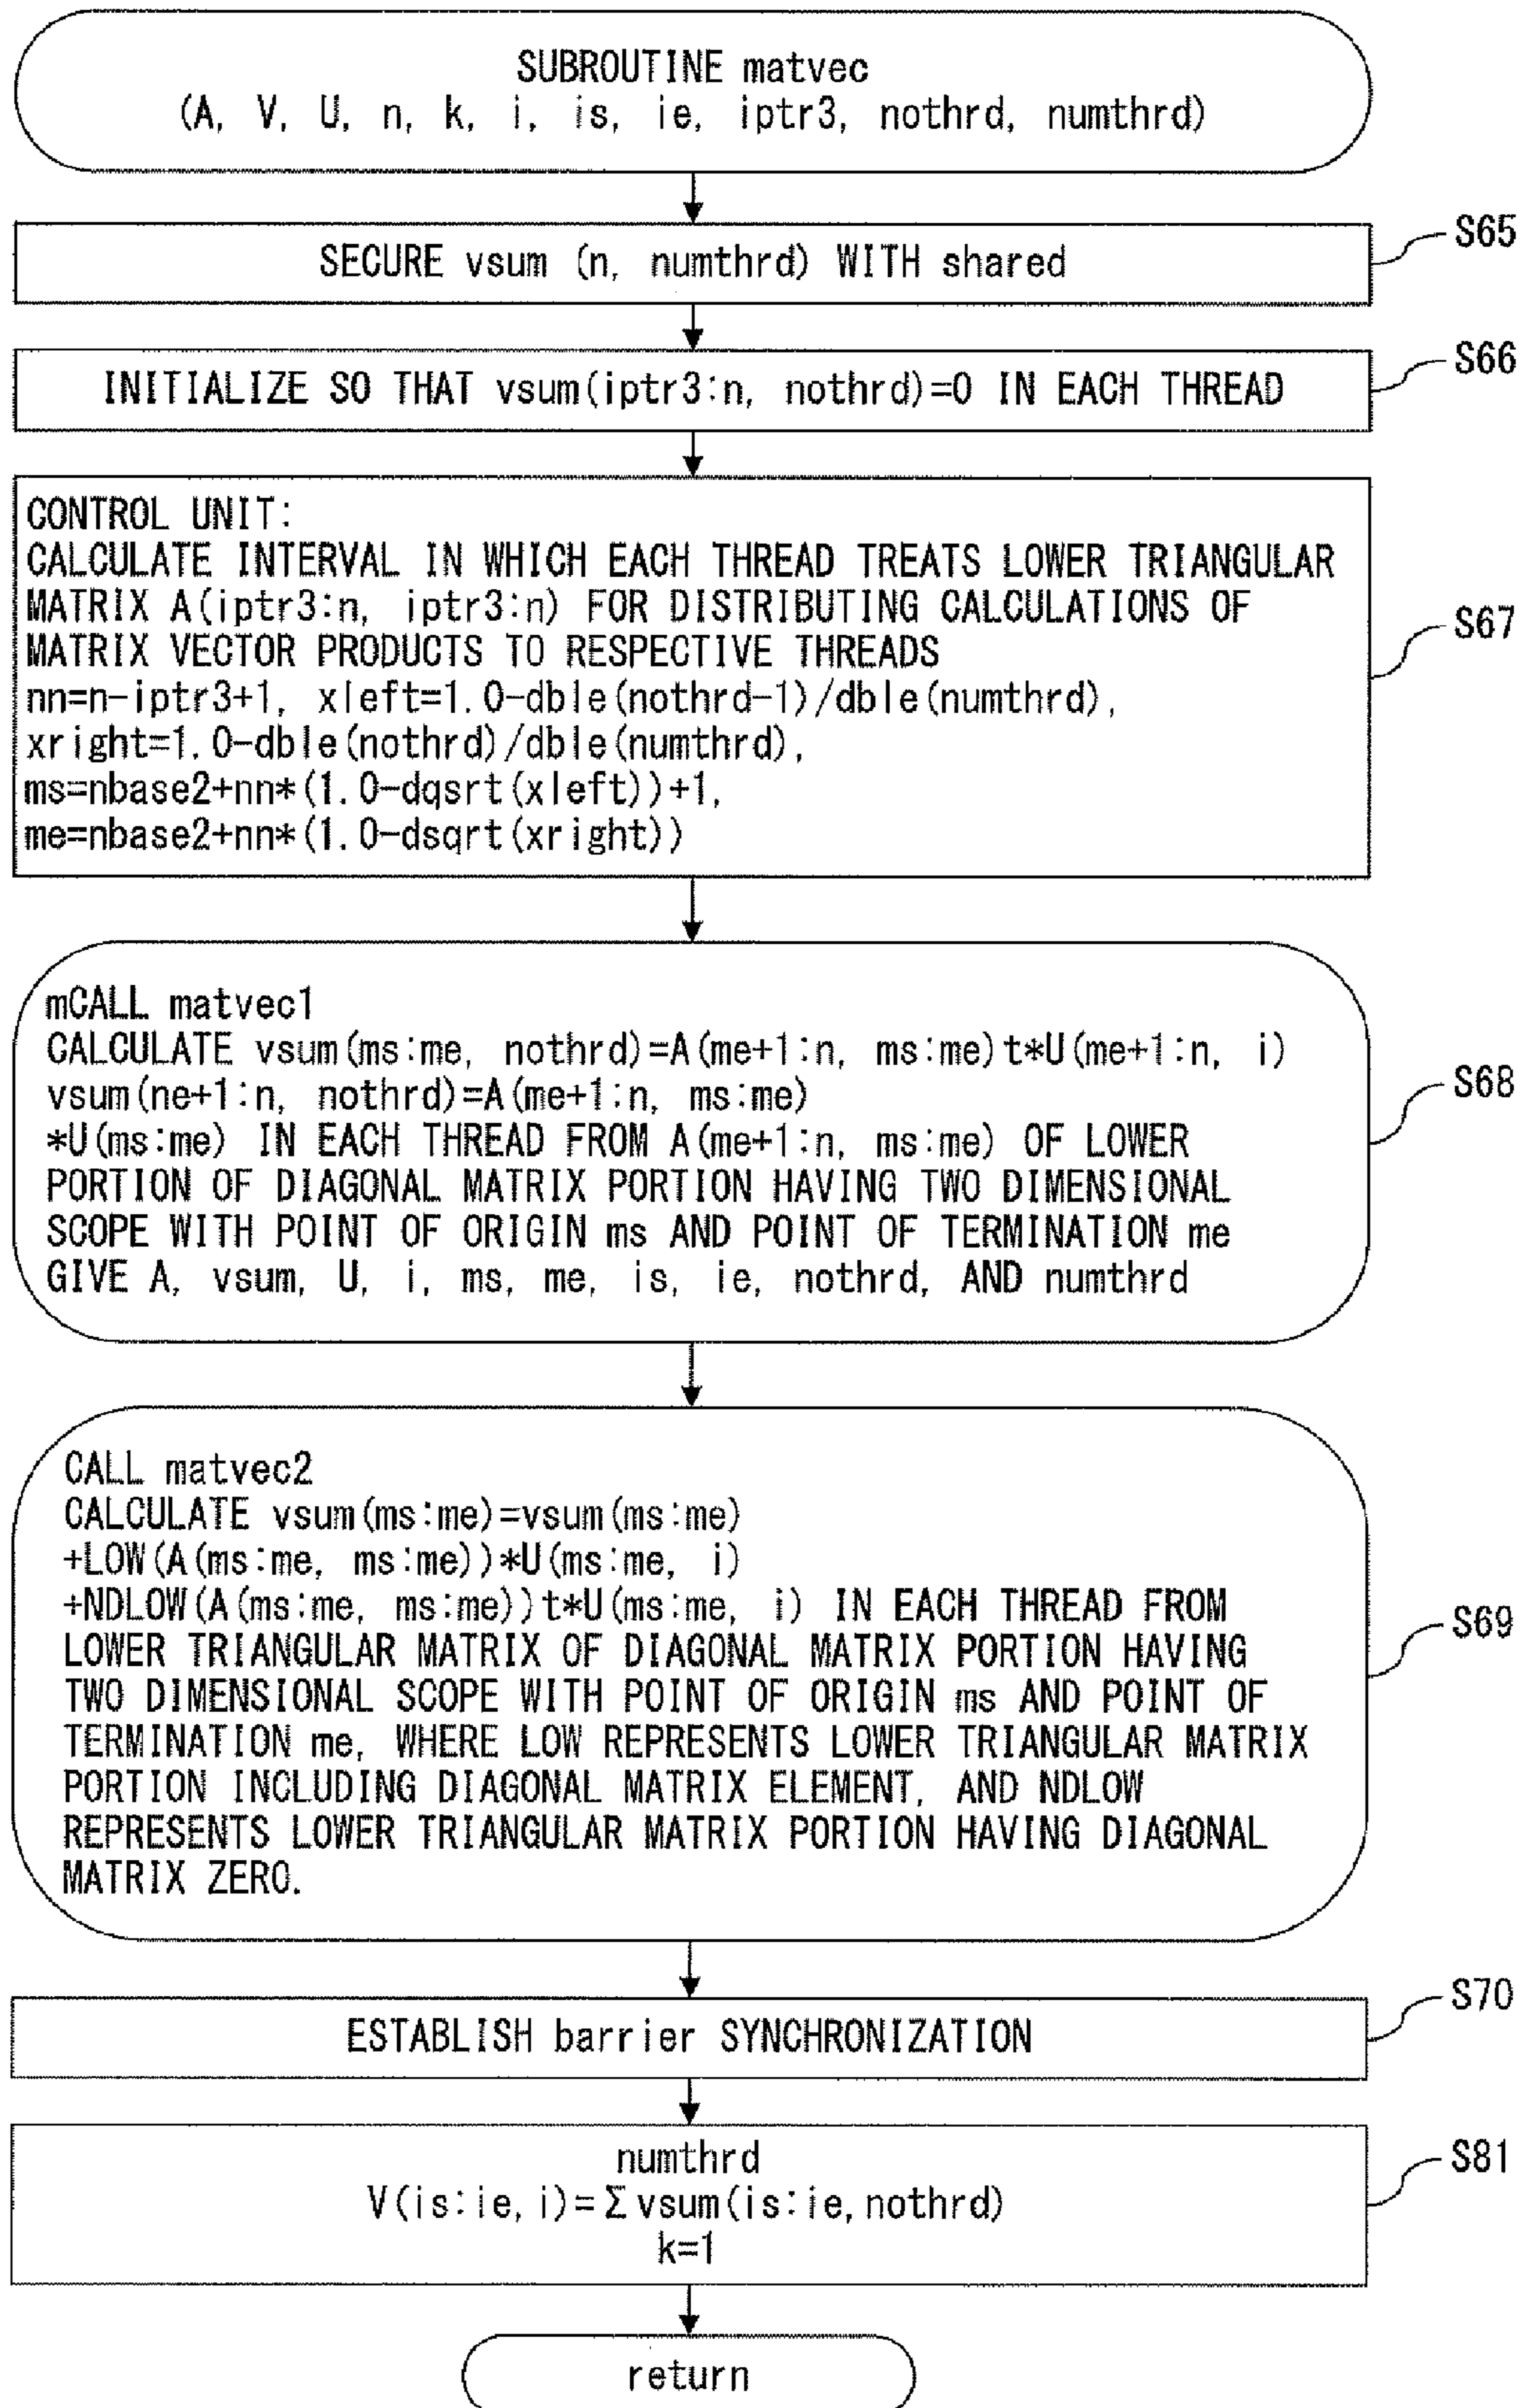 SUBROUTINE matvec
(A, V, U, n, k, i, is, ie, iptr3, nothrd, numthrd)
SECURE vsum (n, numthrd) WITH shared
S65
INITIALIZE SO THAT vsum(iptr3:n, nothrd)=0 IN EACH THREAD
S66
CONTROL UNIT:
CALCULATE INTERVAL IN WHICH EACH THREAD TREATS LOWER TRIANGULAR
MATRIX A(iptr3:n, iptr3:n) FOR DISTRIBUTING CALCULATIONS OF
MATRIX VECTOR PRODUCTS TO RESPECTIVE THREADS
nn=n-iptr3+1, xleft=1.0-dble(nothrd-1)/dble(numthrd),
xright=1.0-dble(nothrd)/dble(numthrd),
ms=nbase2+nn*(1.0-dqsrt(xleft))+1,
me=nbase2+nn*(1.0-dsqrt(xright))
S67
mCALL matvec1
CALCULATE vsum(ms:me, nothrd)=A(me+1:n, ms:me)t*U(me+1:n, i)
vsum(ne+1:n, nothrd)=A(me+1:n, ms:me)
*U(ms:me) IN EACH THREAD FROM A(me+1:n, ms:me) OF LOWER
PORTION OF DIAGONAL MATRIX PORTION HAVING TWO DIMENSIONAL
SCOPE WITH POINT OF ORIGIN ms AND POINT OF TERMINATION me
GIVE A, vsum, U, i, ms, me, is, ie, nothrd, AND numthrd
S68
CALL matvec2
CALCULATE vsum(ms:me)=vsum(ms:me)
+LOW(A(ms:me, ms:me))*U(ms:me, i)
+NDLOW(A(ms:me, ms:me))t*U(ms:me, i) IN EACH THREAD FROM
LOWER TRIANGULAR MATRIX OF DIAGONAL MATRIX PORTION HAVING
TWO DIMENSIONAL SCOPE WITH POINT OF ORIGIN ms AND POINT OF
TERMINATION me, WHERE LOW REPRESENTS LOWER TRIANGULAR MATRIX
PORTION INCLUDING DIAGONAL MATRIX ELEMENT, AND NDLOW
REPRESENTS LOWER TRIANGULAR MATRIX PORTION HAVING DIAGONAL
MATRIX ZERO.
S69
ESTABLISH barrier SYNCHRONIZATION
S70
numthrd
V(is:ie,i)=Σvsum(is:ie,nothrd)
k=1
S81
return